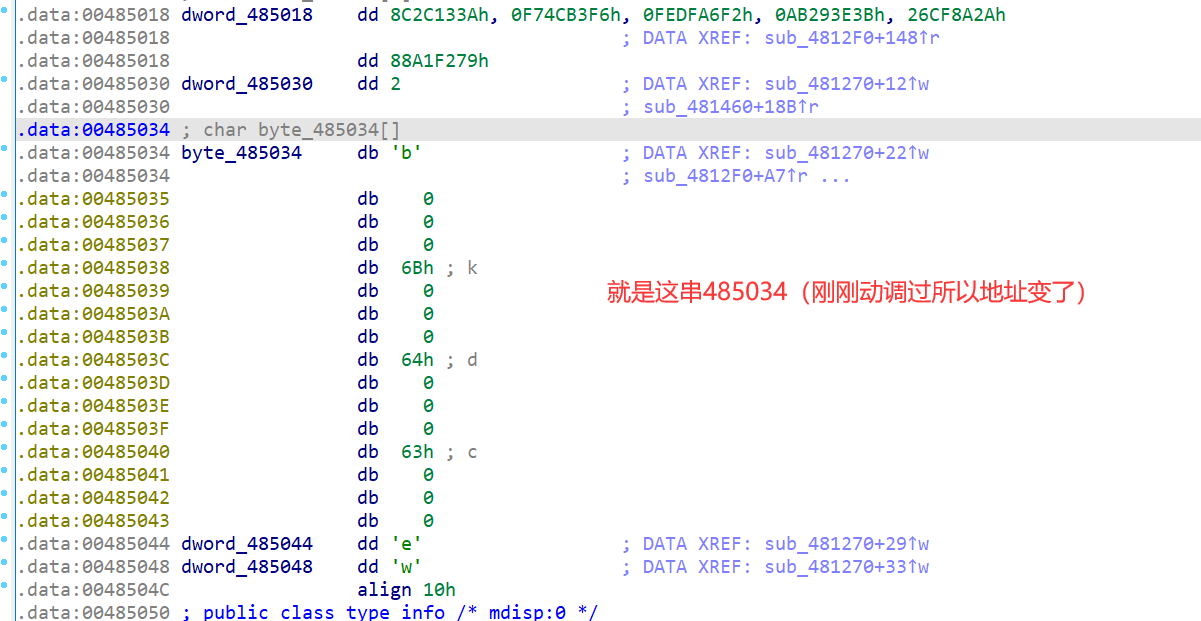 .data:00485018 dword_485018 dd 8C2C133Ah, 0F74CB3F6h, 0FEDFA6F2h, 0AB293E3Bh, 26CF8A2Ah
.data:00485018 ; DATA XREF: sub_4812F0+148↑r
.data:00485018 dd 88A1F279h
.data:00485030 dword_485030 dd 2 ; DATA XREF: sub_481270+12↑w
.data:00485030 ; sub_481460+18B↑r
.data:00485034 ; char byte_485034[]
.data:00485034 byte_485034 db 'b' ; DATA XREF: sub_481270+22↑w
.data:00485034 ; sub_4812F0+A7↑r ...
.data:00485035 db 0
.data:00485036 db 0
.data:00485037 db 0
.data:00485038 db 6Bh ; k
.data:00485039 db 0
就是这串485034（刚刚动调过所以地址变了）
.data:0048503A db 0
.data:0048503B db 0
.data:0048503C db 64h ; d
.data:0048503D db 0
.data:0048503E db 0
.data:0048503F db 0
.data:00485040 db 63h ; c
.data:00485041 db 0
.data:00485042 db 0
.data:00485043 db 0
.data:00485044 dword_485044 dd 'e' ; DATA XREF: sub_481270+29↑w
.data:00485048 dword_485048 dd 'w' ; DATA XREF: sub_481270+33↑w
.data:0048504C align 10h
.data:00485050 ; public class type_info /* mdisp:0 */